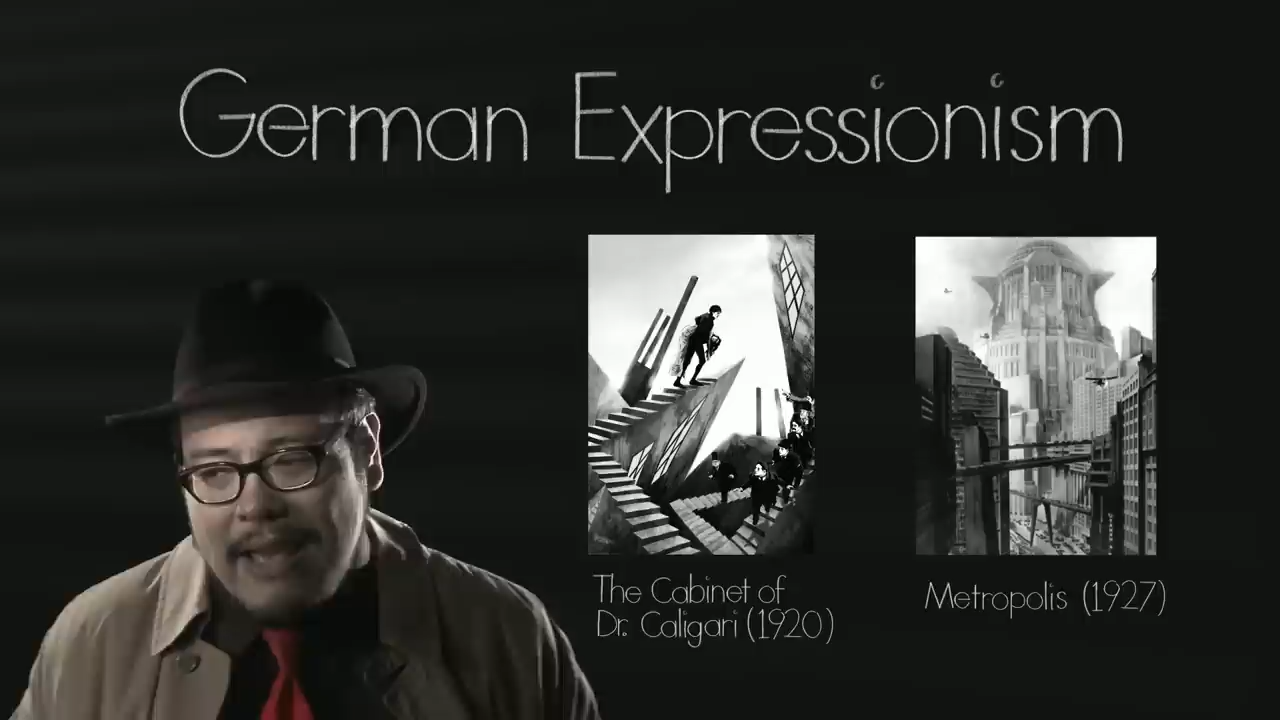 German Expressionism
The Cabinet of
Dr. Caligari (1920)
Metropolis (1927)